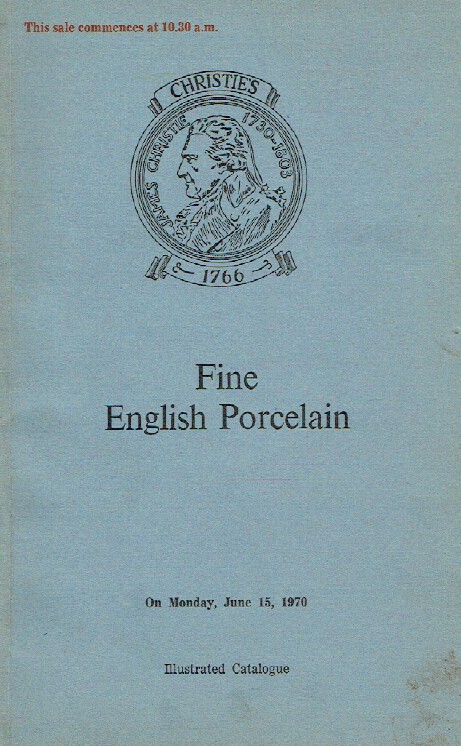 This sale commences at 10.30 a.m.
CHRISTIE'S
JAMES CHRISTIE 1730-1803
1766
Fine
English Porcelain
On Monday, June 15, 1970
Illustrated Catalogue